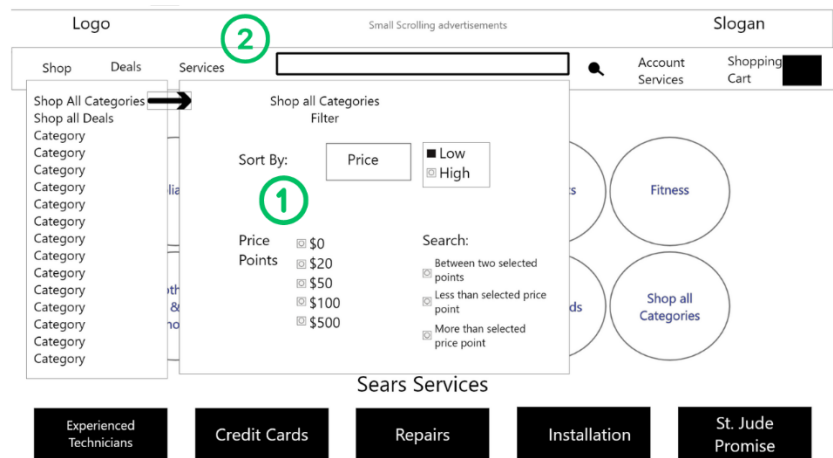 Logo
Small Scrolling advertisements
Slogan
2
Shop
Deals
Services
Account
Services
Shopping
Cart
Shop All Categories
Shop all Deals
Category
Category
Category
Category
Category
Category
Category
Category
Category
Category
Category
Category
Category
Category
Shop all Categories
Filter
Sort By:
Price
Low
High
1
Price
Points
$0
$20
$50
$100
$500
Search:
Between two selected
points
Less than selected price
point
More than selected
price point
Fitness
Shop all
Categories
Sears Services
Experienced
Technicians
Credit Cards
Repairs
Installation
St. Jude
Promise